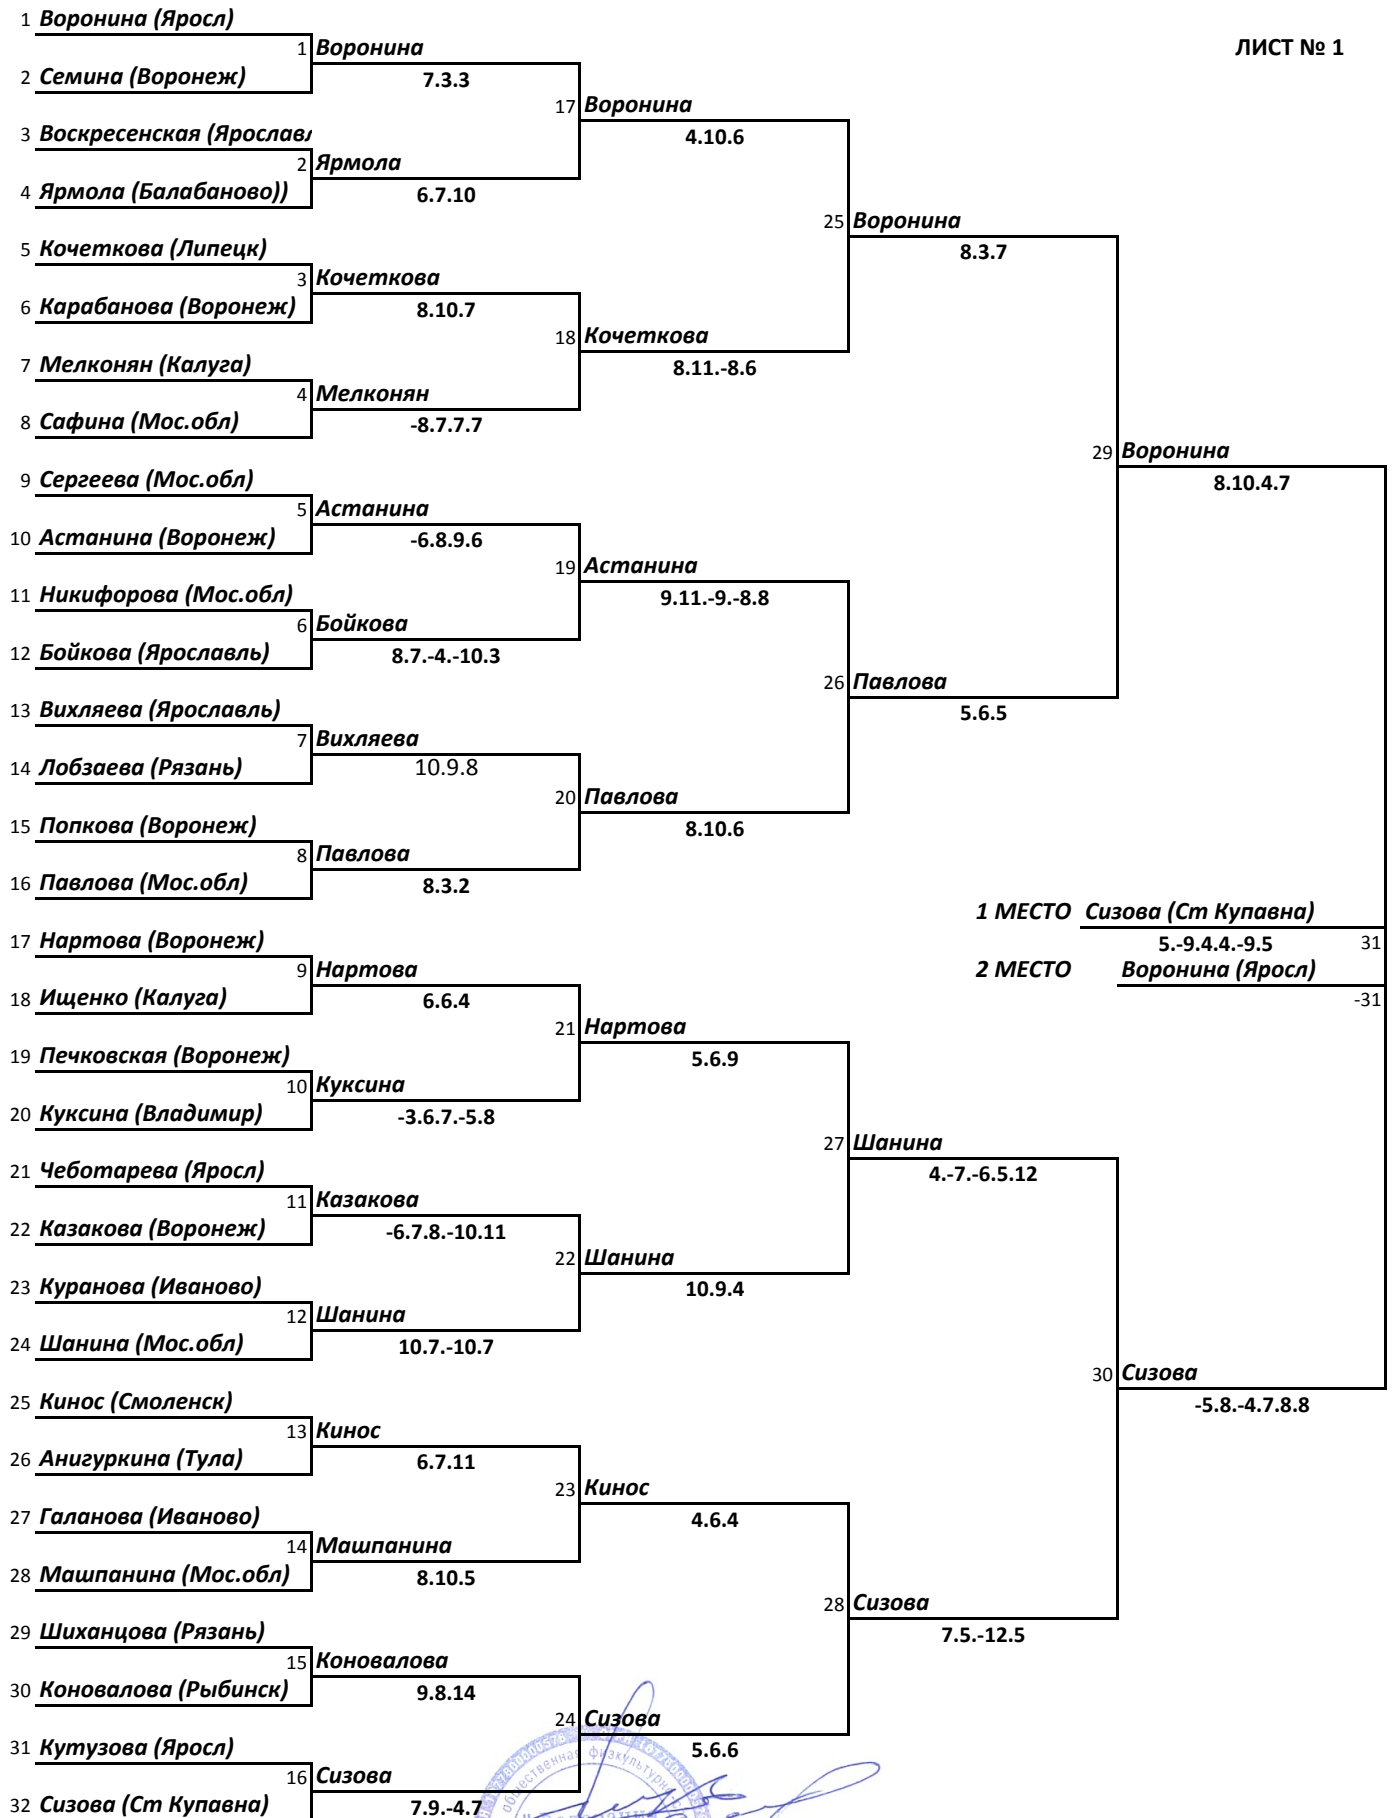 ЛИСТ № 1
1 Воронина (Яросл)
1 Воронина
2 Семина (Воронеж)
7.3.3
17 Воронина
3 Воскресенская (Ярославл
4.10.6
2 Ярмола
4 Ярмола (Балабаново))
6.7.10
25 Воронина
5 Кочеткова (Липецк)
8.3.7
3 Кочеткова
6 Карабанова (Воронеж)
8.10.7
18 Кочеткова
7 Мелконян (Калуга)
8.11.-8.6
4 Мелконян
8 Сафина (Мос.обл)
-8.7.7.7
29 Воронина
9 Сергеева (Мос.обл)
8.10.4.7
5 Астанина
10 Астанина (Воронеж)
-6.8.9.6
19 Астанина
11 Никифорова (Мос.обл)
9.11.-9.-8.8
6 Бойкова
12 Бойкова (Ярославль)
8.7.-4.-10.3
26 Павлова
13 Вихляева (Ярославль)
5.6.5
7 Вихляева
14 Лобзаева (Рязань)
10.9.8
20 Павлова
15 Попкова (Воронеж)
8.10.6
8 Павлова
16 Павлова (Мос.обл)
8.3.2
1 МЕСТО Сизова (Ст Купавна)
17 Нартова (Воронеж)
5.-9.4.4.-9.5 31
9 Нартова
2 МЕСТО Воронина (Яросл)
18 Ищенко (Калуга)
6.6.4
-31
21 Нартова
19 Печковская (Воронеж)
5.6.9
10 Куксина
20 Куксина (Владимир)
-3.6.7.-5.8
27 Шанина
21 Чеботарева (Яросл)
4.-7.-6.5.12
11 Казакова
22 Казакова (Воронеж)
-6.7.8.-10.11
22 Шанина
23 Куранова (Иваново)
10.9.4
12 Шанина
24 Шанина (Мос.обл)
10.7.-10.7
30 Сизова
25 Кинос (Смоленск)
-5.8.-4.7.8.8
13 Кинос
26 Анигуркина (Тула)
6.7.11
23 Кинос
27 Галанова (Иваново)
4.6.4
14 Машпанина
28 Машпанина (Мос.обл)
8.10.5
28 Сизова
29 Шиханцова (Рязань)
7.5.-12.5
15 Коновалова
30 Коновалова (Рыбинск)
9.8.14
24 Сизова
31 Кутузова (Яросл)
5.6.6
16 Сизова
32 Сизова (Ст Купавна)
7.9.-4.7